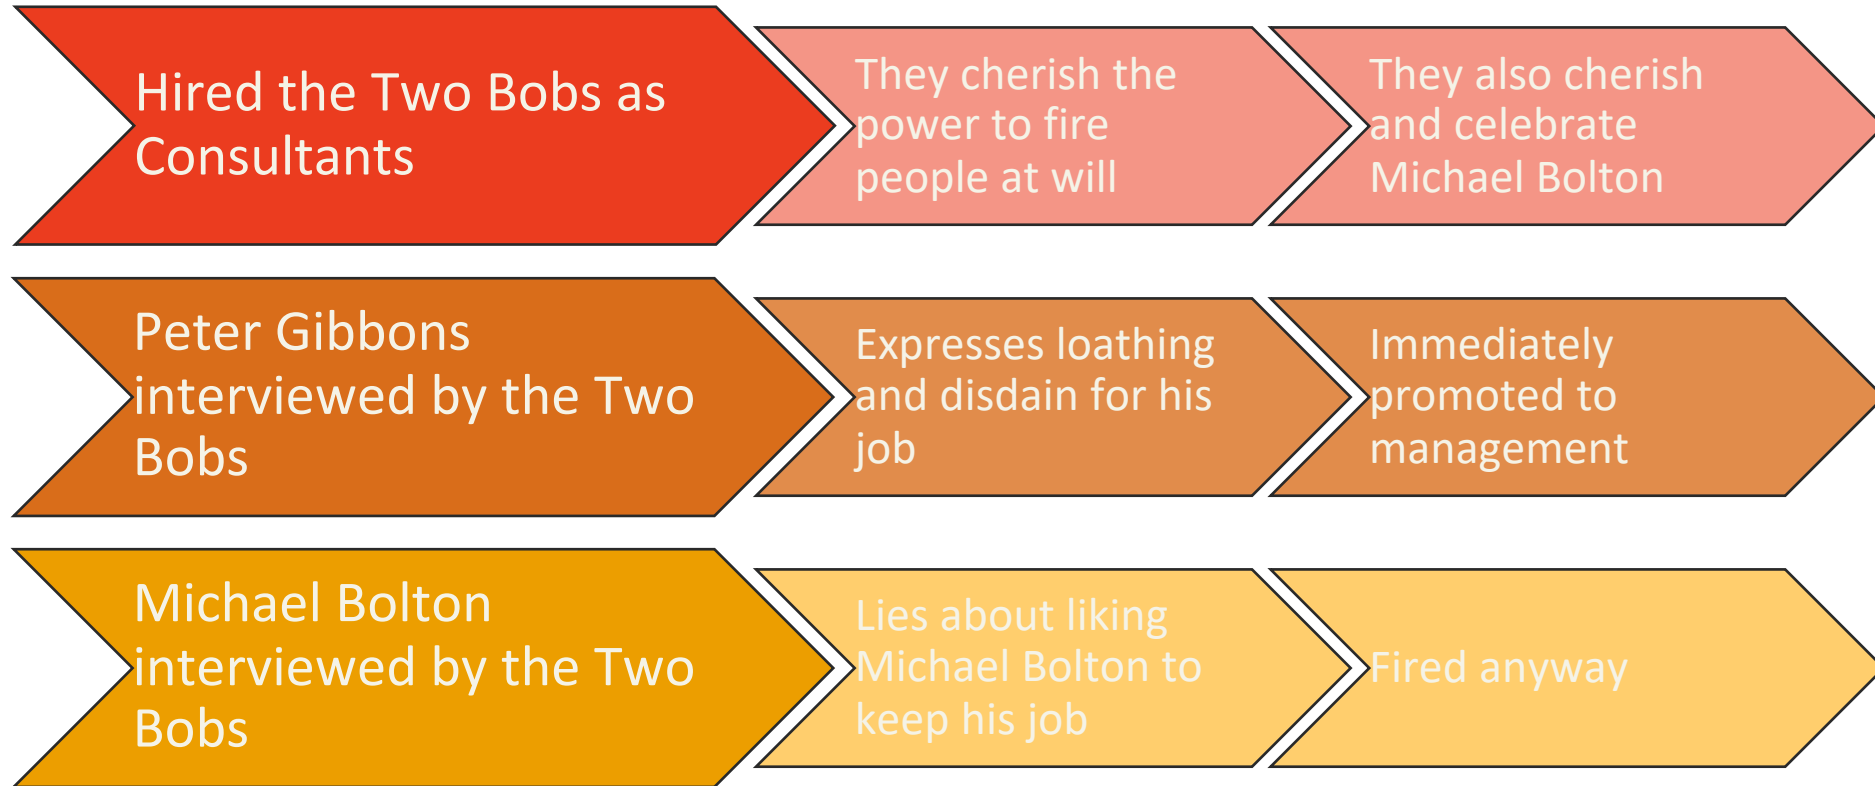 Hired the Two Bobs as
Consultants
They cherish the
power to fire
people at will
They also cherish
and celebrate
Michael Bolton
Peter Gibbons
interviewed by the Two
Bobs
Expresses loathing
and disdain for his
job
Immediately
promoted to
management
Michael Bolton
interviewed by the Two
Bobs
Lies about liking
Michael Bolton to
keep his job
Fired anyway